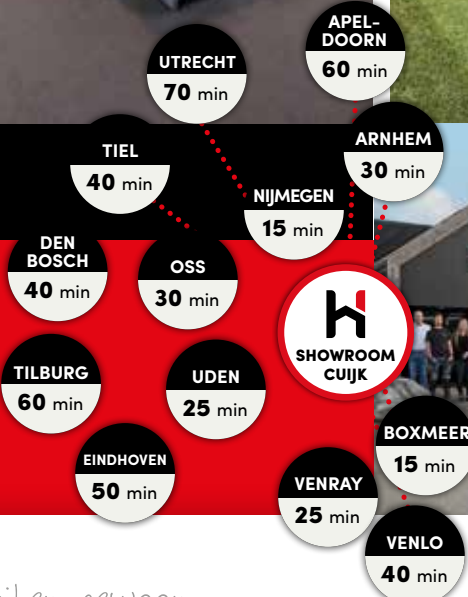 APEL-
DOORN
60 min
UTRECHT
70 min
ARNHEM
30 min
TIEL
40 min
NIJMEGEN
15 min
DEN
BOSCH
40 min
OSS
30 min
SHOWROOM
CUIJK
TILBURG
60 min
UDEN
25 min
BOXMEER
15 min
EINDHOVEN
50 min
VENRAY
25 min
VENLO
40 min